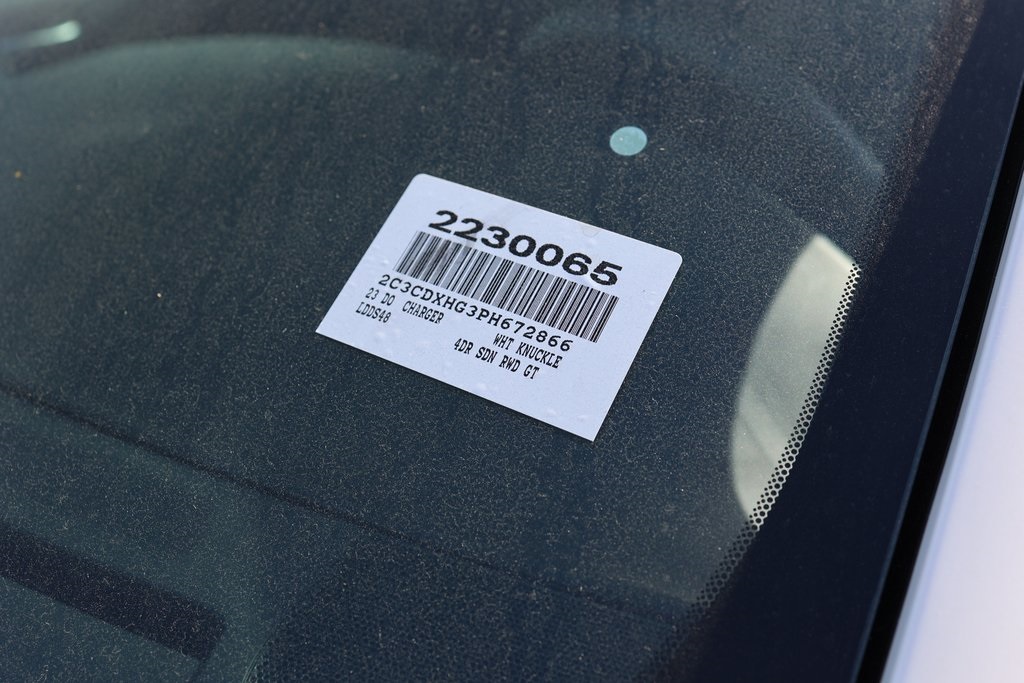 2230065
2C3CDXHG3PH672866
23 DO CHARGER WHT KNUCKLE
LDDS48 4DR SDN RWD GT